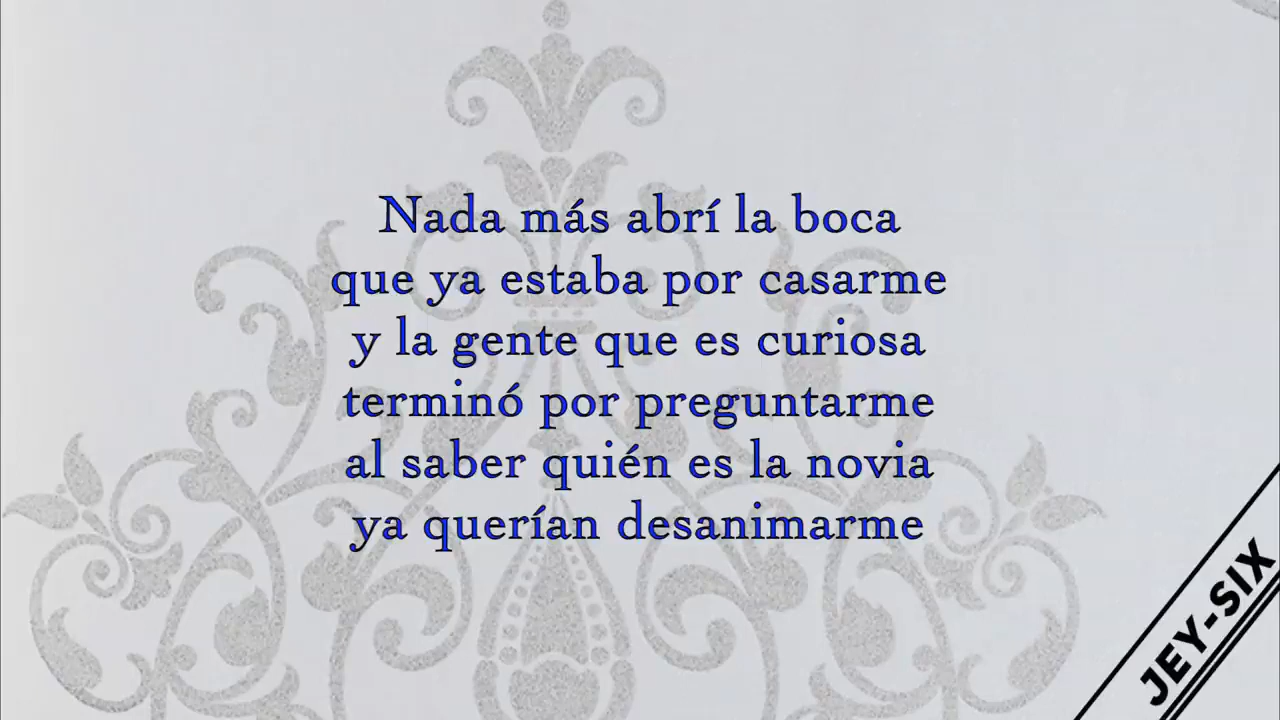 Nada más abrí la boca
que ya estaba por casarme
y la gente que es curiosa
terminó por preguntarme
al saber quién es la novia
ya querían desanimarme
JEY-SIX